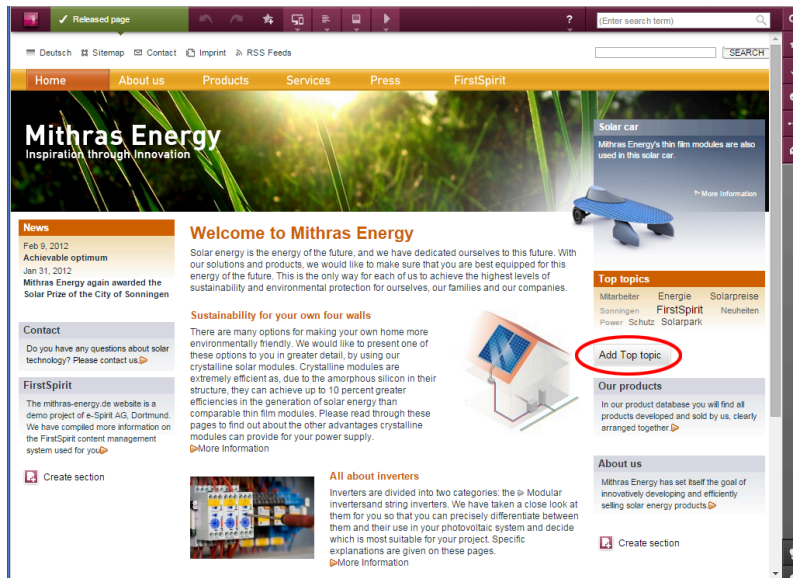 Released page
?
(Enter search term)
Deutsch Sitemap Contact Imprint RSS Feeds
SEARCH
Home About us Products Services Press FirstSpirit
Mithras Energy
Inspiration through Innovation
Solar car
Mithras Energy's thin film modules are also
used in this solar car.
More Information
News
Feb 9, 2012
Achievable optimum
Jan 31, 2012
Mithras Energy again awarded the
Solar Prize of the City of Sonningen
Contact
Do you have any questions about solar
technology? Please contact us.
FirstSpirit
The mithras-energy.de website is a
demo project of e-Spirit AG, Dortmund.
We have compiled more information on
the FirstSpirit content management
system used for you
Create section
Welcome to Mithras Energy
Solar energy is the energy of the future, and we have dedicated ourselves to this future. With
our solutions and products, we would like to make sure that you are best equipped for this
energy of the future. This is the only way for each of us to achieve the highest levels of
sustainability and environmental protection for ourselves, our families and our companies.
Sustainability for your own four
walls
There are many options for making your own home more
environmentally friendly. We would like to present one of
these options to you in greater detail, by using our
crystalline solar modules. Crystalline modules are
extremely efficient as, due to the amorphous silicon in their
structure, they can achieve up to 10 percent greater
efficiencies in the generation of solar energy than
comparable thin film modules. Please read through these
pages to find out about the other advantages crystalline
modules can provide for your power supply.
More Information
All about inverters
Inverters are divided into two categories: the Modular
invertersand string inverters. We have taken a close look at
them for you so that you can precisely differentiate between
them and their use in your photovoltaic system and decide
which is most suitable for your project. Specific
explanations are given on these pages.
More Information
Top topics
Mitarbeiter Energie Solarpreise
Sonningen FirstSpirit Neuheiten
Power Schutz Solarpark
Add Top topic
Our products
In our product database you will find all
products developed and sold by us, clearly
arranged together.
About us
Mithras Energy has set itself the goal of
innovatively developing and efficiently
selling solar energy products.
Create section